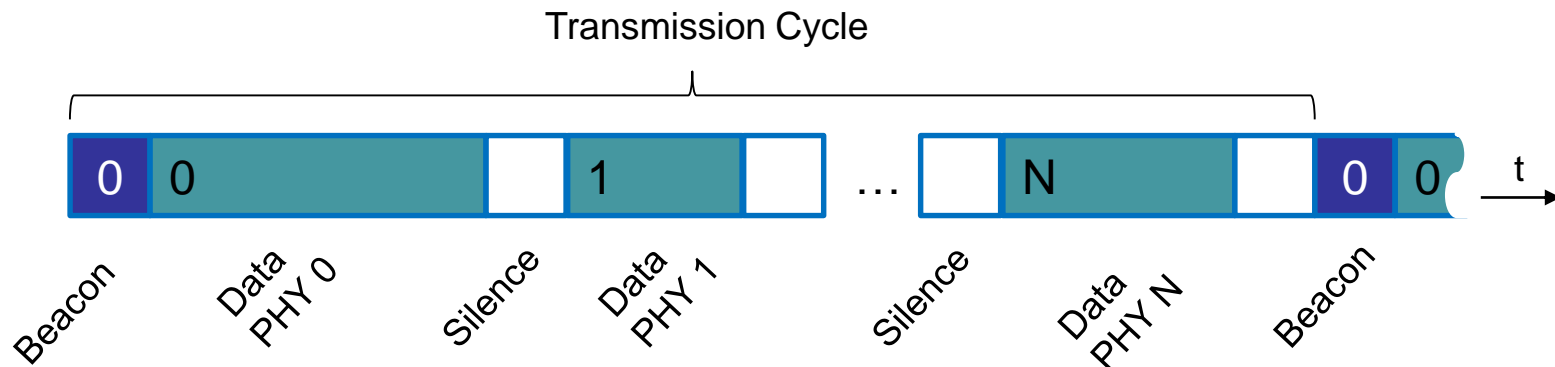 Transmission Cycle
0 0 1 … N 0 0 t
Beacon
Data
PHY 0
Silence
Data
PHY 1
Silence
Data
PHY N
Beacon